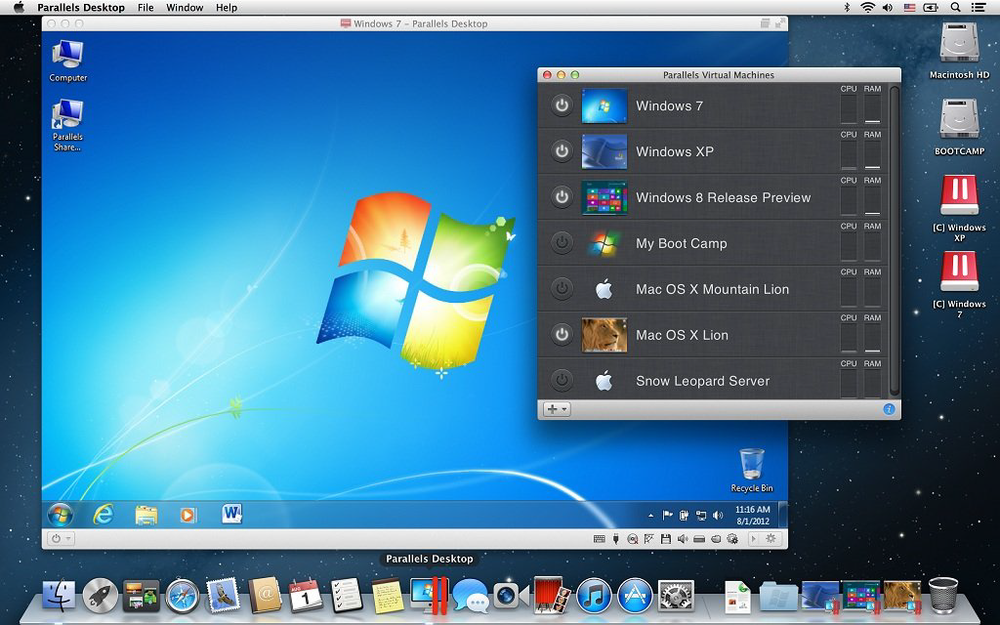 Parallels Desktop File Window Help
Windows 7 – Parallels Desktop
Computer
Parallels
Share...
Parallels Virtual Machines
CPU RAM
Windows 7
CPU RAM
Windows XP
CPU RAM
Windows 8 Release Preview
CPU RAM
My Boot Camp
CPU RAM
Mac OS X Mountain Lion
CPU RAM
Mac OS X Lion
CPU RAM
Snow Leopard Server
Macintosh HD
BOOTCAMP
[C] Windows
XP
[C] Windows
7
Recycle Bin
11:16 AM
8/1/2012
Parallels Desktop
1